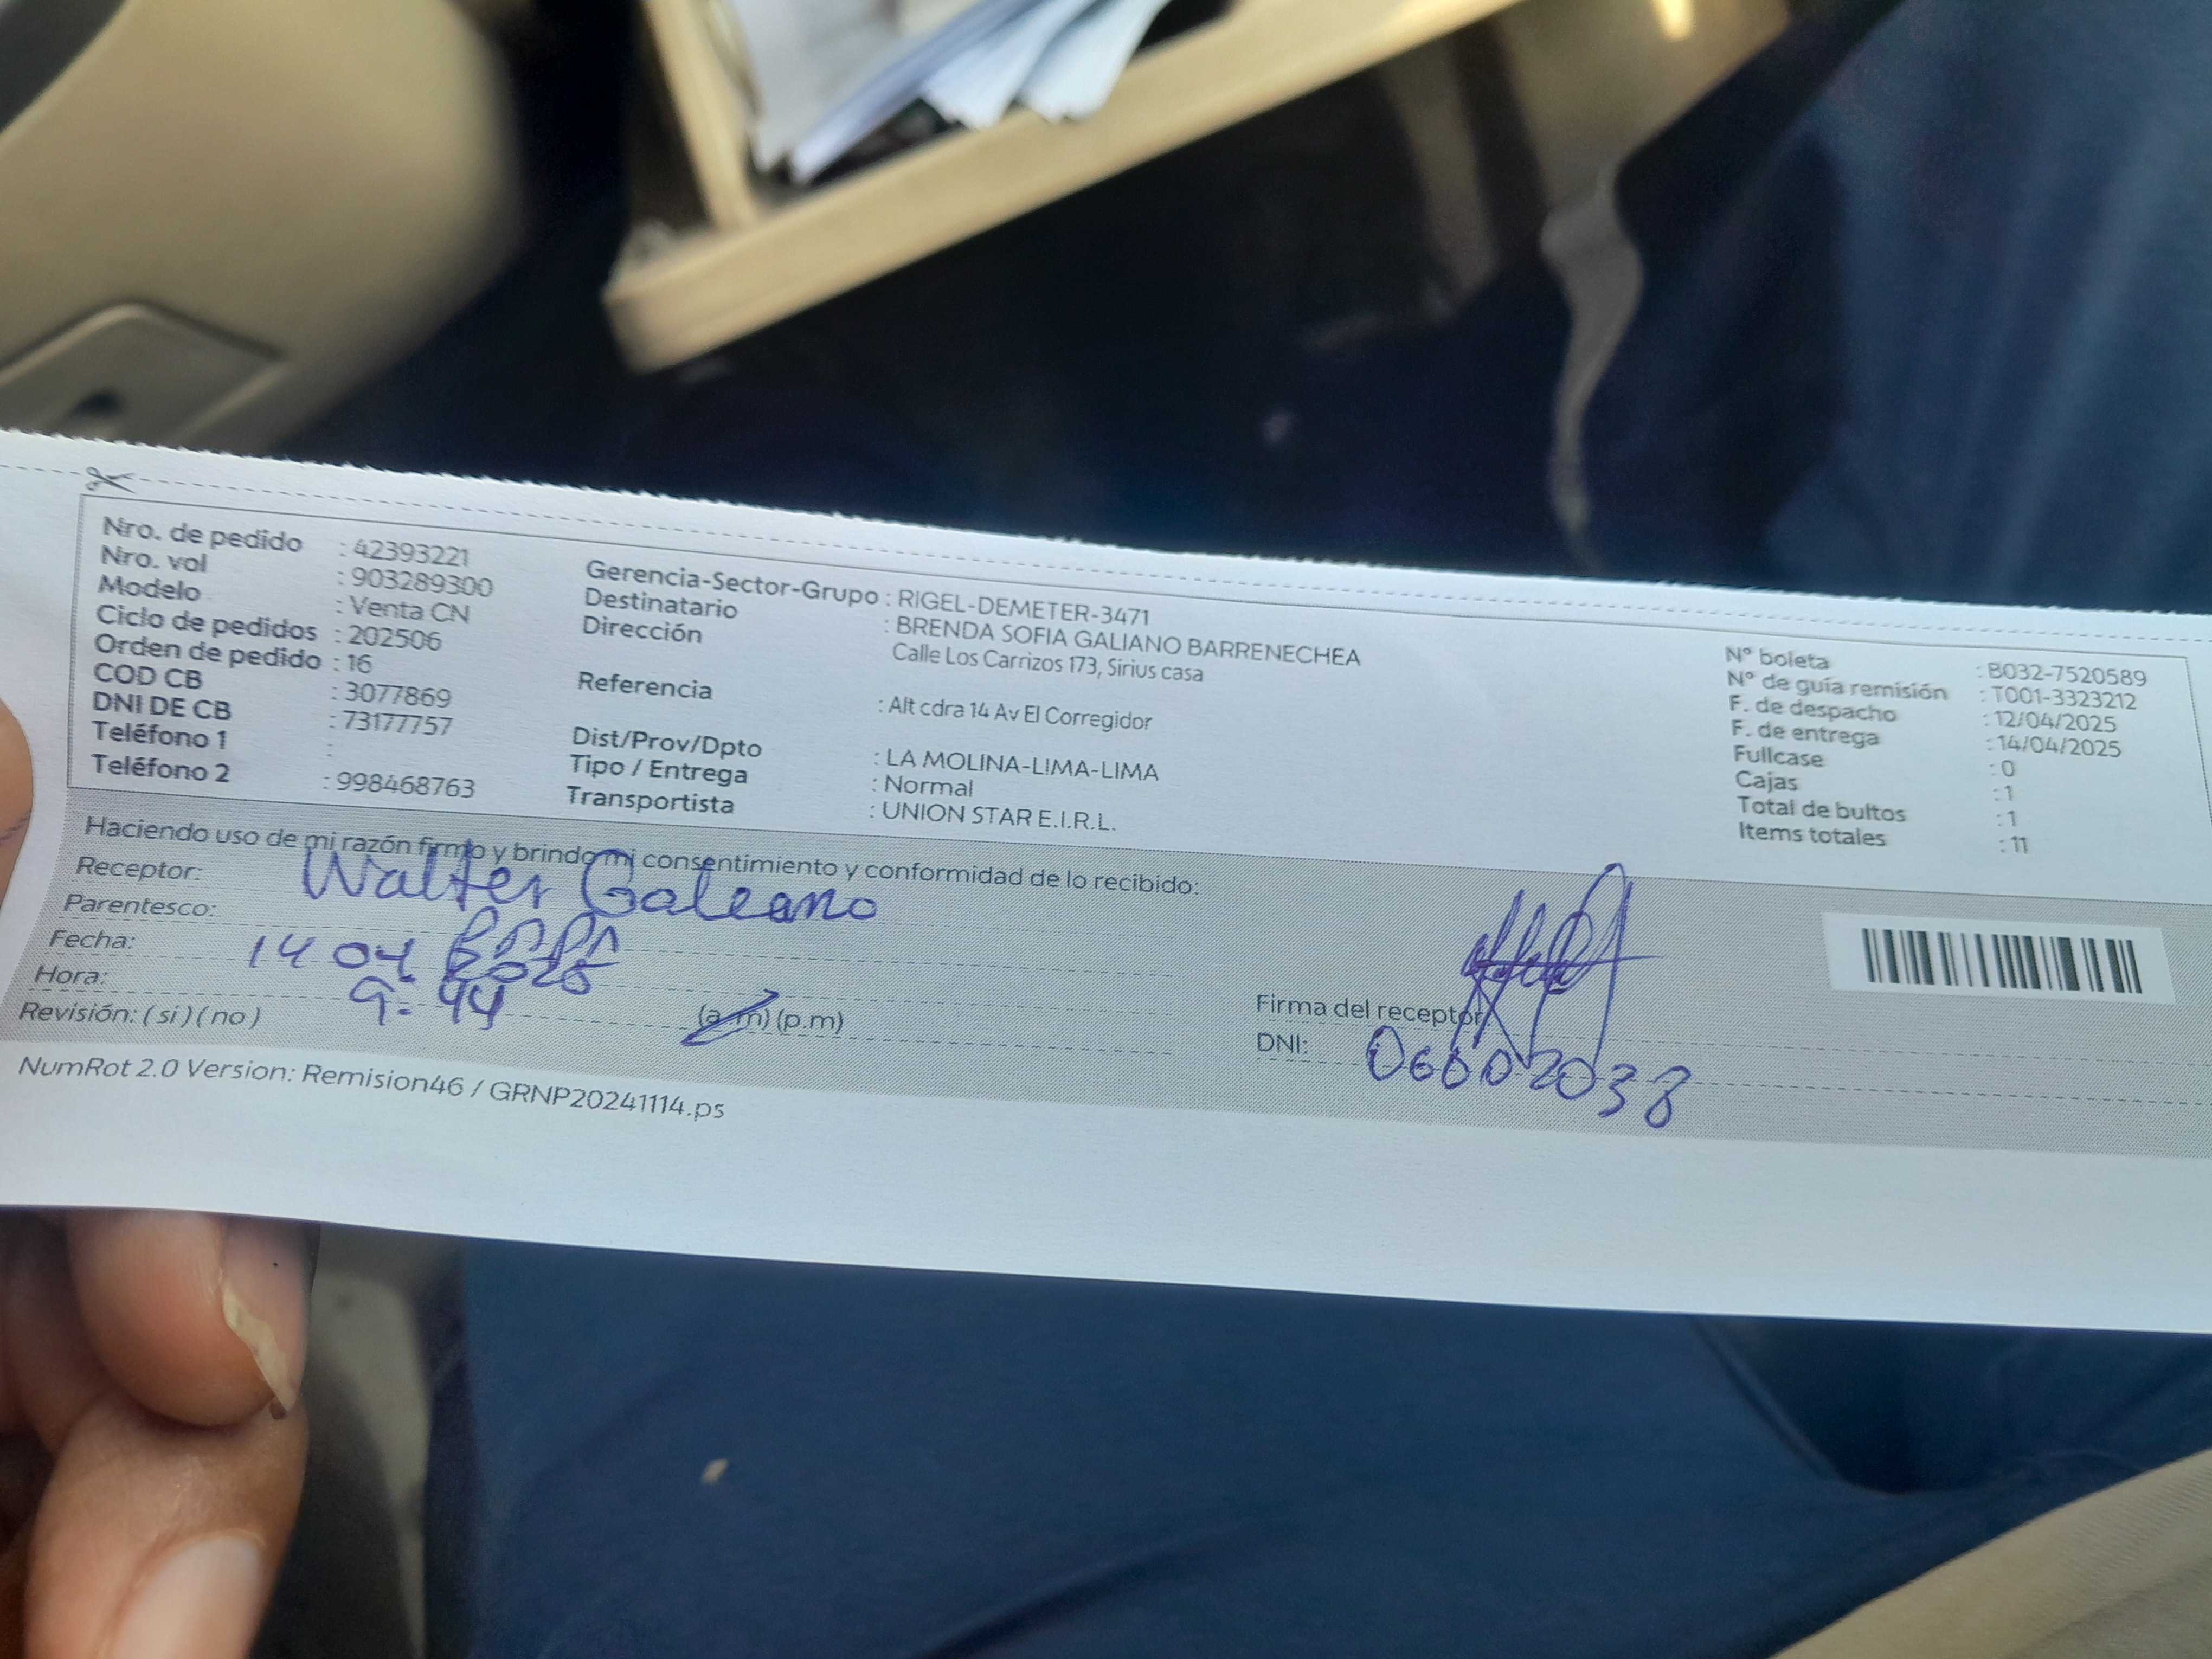 Nro. de pedido : 42393221
Nro. vol : 903289300
Modelo : Venta CN
Ciclo de pedidos : 202506
Orden de pedido : 16
COD CB : 3077869
DNI DE CB : 73177757
Teléfono 1 :
Teléfono 2 : 998468763
Gerencia-Sector-Grupo : RIGEL-DEMETER-3471
Destinatario : BRENDA SOFIA GALIANO BARRENECHEA
Dirección Calle Los Carrizos 173, Sirius casa
Referencia : Alt cdra 14 Av El Corregidor
Dist/Prov/Dpto : LA MOLINA-LIMA-LIMA
Tipo / Entrega : Normal
Transportista : UNION STAR E.I.R.L.
N° boleta : B032-7520589
N° de guía remisión : T001-3323212
F. de despacho : 12/04/2025
F. de entrega : 14/04/2025
Fullcase : 0
Cajas : 1
Total de bultos : 1
Items totales : 11
Haciendo uso de mi razón firmo y brindo mi consentimiento y conformidad de lo recibido:
Receptor: Walter Galeano
Parentesco: PAPA
Fecha: 14 04 2025
Hora: 9:44 (a.m) (p.m)
Revisión: ( si ) ( no )
Firma del receptor:
DNI:
NumRot 2.0 Version: Remision46 / GRNP20241114.ps